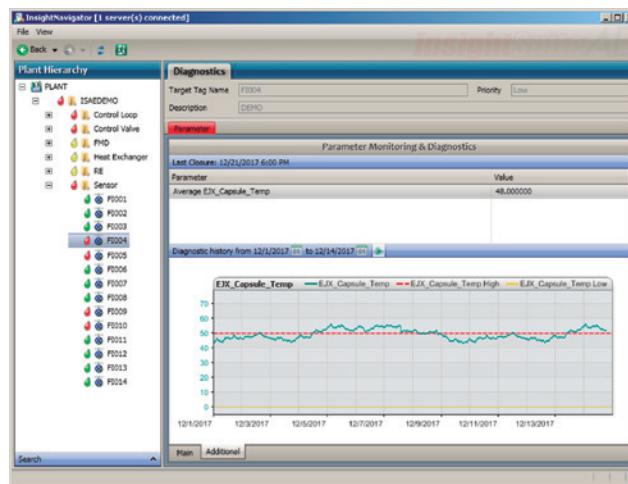 InsightNavigator [1 server(s) connected]
File View
Back
Plant Hierarchy
PLANT
ISAEDEMO
Control Loop
Control Valve
FMD
Heat Exchanger
RE
Sensor
FI001
FI002
FI003
FI004
FI005
FI006
FI007
FI008
FI009
FI010
FI011
FI012
FI013
FI014
Search
Diagnostics
Target Tag Name FI004 Priority Low
Description DEMO
Parameter
Parameter Monitoring & Diagnostics
Last Closure: 12/21/2017 6:00 PM
Parameter Value
Average EJX_Capsule_Temp 48.000000
Diagnostic history from 12/1/2017 to 12/14/2017
EJX_Capsule_Temp EJX_Capsule_Temp EJX_Capsule_Temp High EJX_Capsule_Temp Low
70
60
50
40
30
20
10
0
12/1/2017 12/3/2017 12/5/2017 12/7/2017 12/9/2017 12/11/2017 12/13/2017
Main Additional